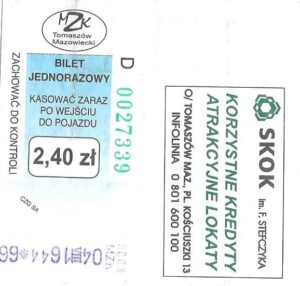 MZK
Tomaszów
Mazowiecki
BILET
JEDNORAZOWY
KASOWAĆ ZARAZ
PO WEJŚCIU
DO POJAZDU
2,40 zł
ZACHOWAĆ DO KONTROLI
D 0027339
SKOK im. F. STEFCZYKA
KORZYSTNE KREDYTY
ATRAKCYJNE LOKATY
O/ TOMASZÓW MAZ., PL. KOŚCIUSZKI 13
INFOLINIA 0 801 600 100